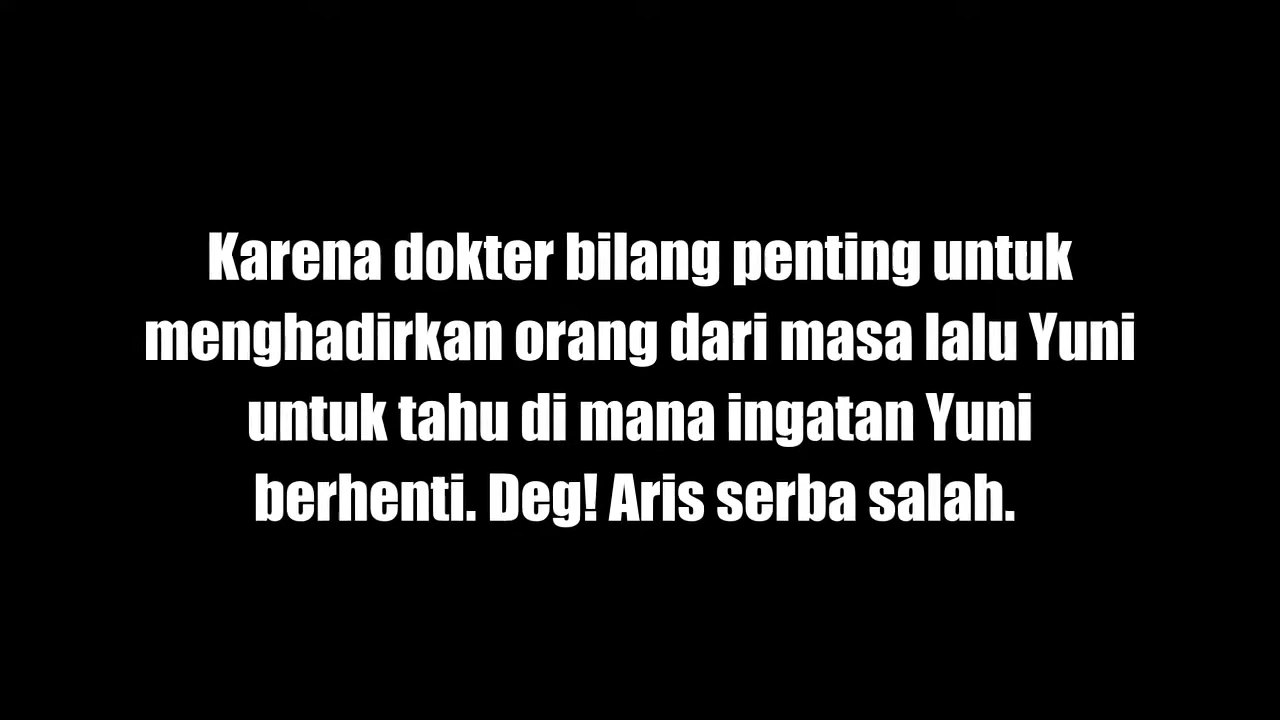 Karena dokter bilang penting untuk
menghadirkan orang dari masa lalu Yuni
untuk tahu di mana ingatan Yuni
berhenti. Deg! Aris serba salah.